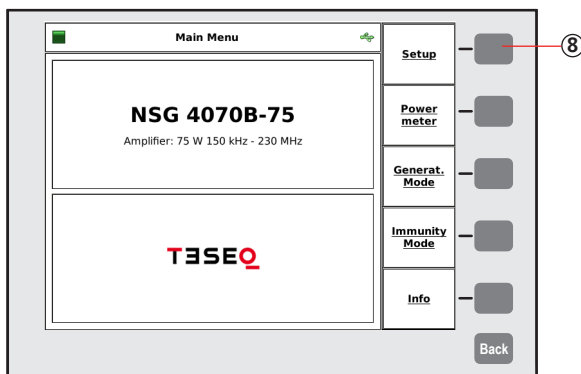 Main Menu
Setup
⑧
NSG 4070B-75
Amplifier: 75 W 150 kHz - 230 MHz
Power
meter
Generat.
Mode
TESEQ
Immunity
Mode
Info
Back